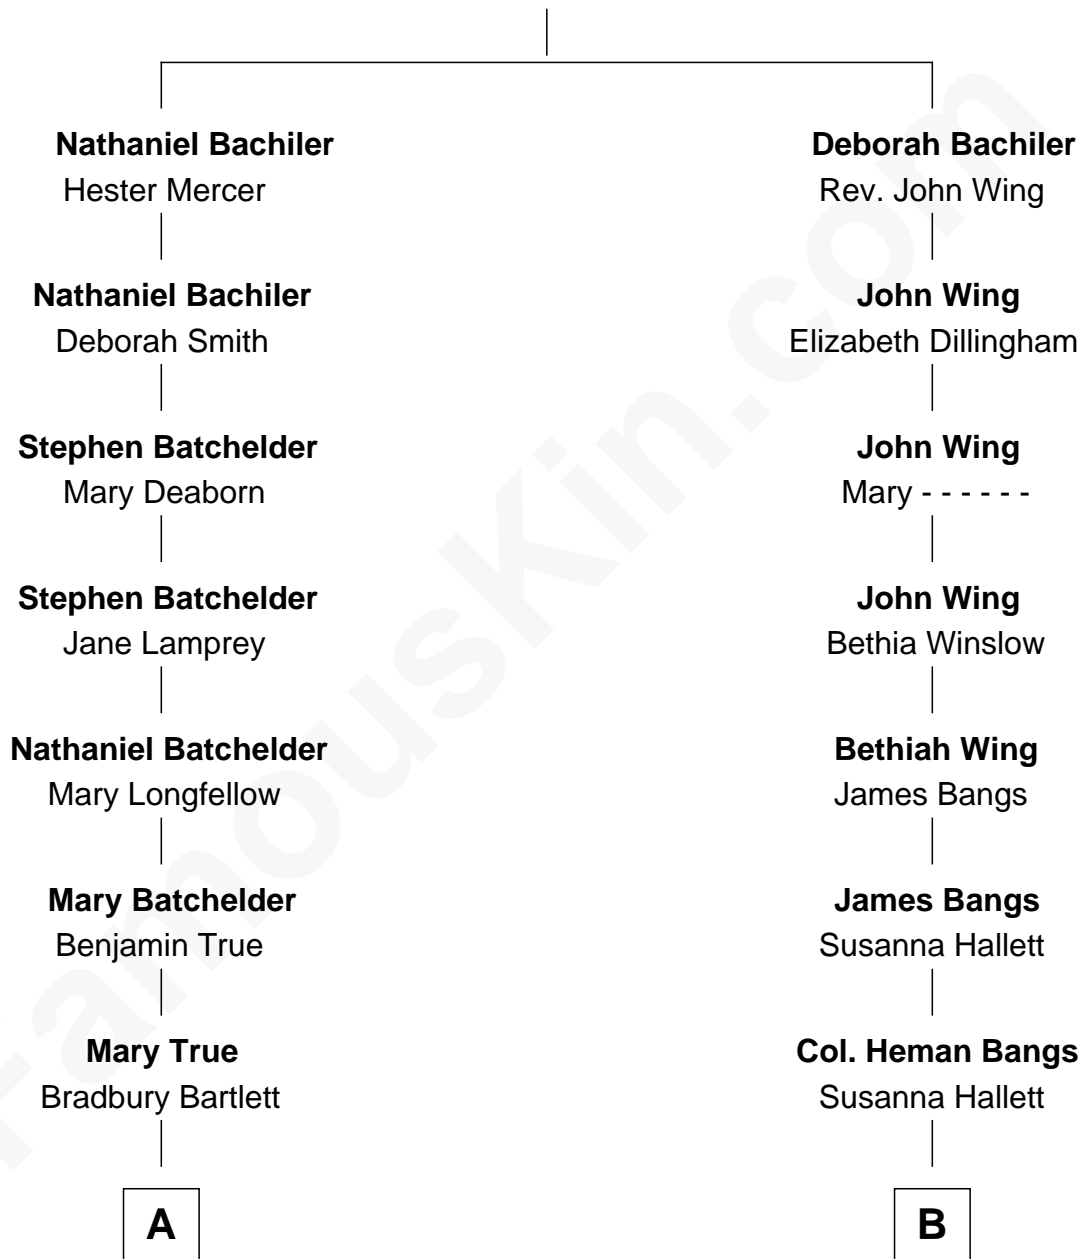 Nathaniel Bachiler
Hester Mercer
Nathaniel Bachiler
Deborah Smith
Stephen Batchelder
Mary Deaborn
Stephen Batchelder
Jane Lamprey
Nathaniel Batchelder
Mary Longfellow
Mary Batchelder
Benjamin True
Mary True
Bradbury Bartlett
A
Deborah Bachiler
Rev. John Wing
John Wing
Elizabeth Dillingham
John Wing
Mary - - - - - -
John Wing
Bethia Winslow
Bethiah Wing
James Bangs
James Bangs
Susanna Hallett
Col. Heman Bangs
Susanna Hallett
B
FamousKin.com